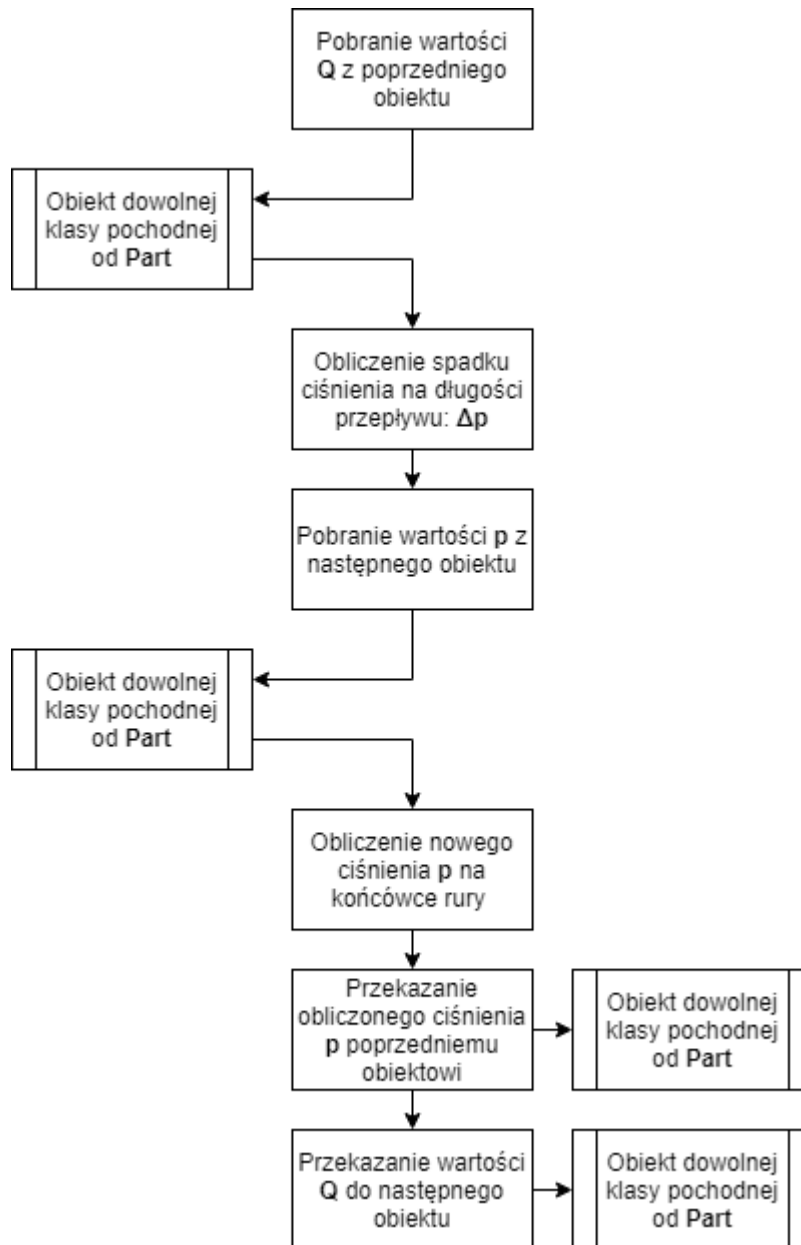 Pobranie wartości
Q z poprzedniego
obiektu
Obiekt dowolnej
klasy pochodnej
od Part
Obliczenie spadku
ciśnienia na długości
przepływu: Δp
Pobranie wartości p z
następnego obiektu
Obiekt dowolnej
klasy pochodnej
od Part
Obliczenie nowego
ciśnienia p na
końcówce rury
Przekazanie
obliczonego ciśnienia
p poprzedniemu
obiektowi
Obiekt dowolnej
klasy pochodnej
od Part
Przekazanie wartości
Q do następnego
obiektu
Obiekt dowolnej
klasy pochodnej
od Part